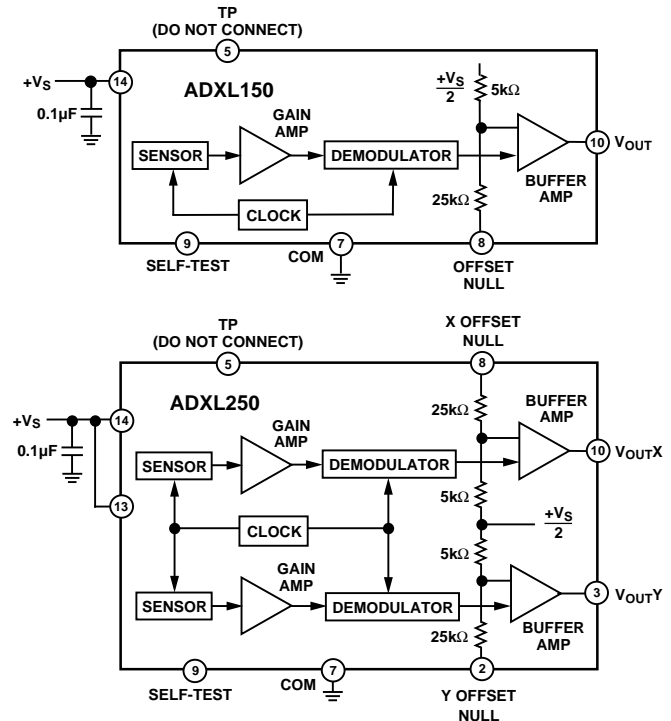 TP
(DO NOT CONNECT)
5
+VS
14
0.1µF
ADXL150
GAIN
AMP
+VS
2
5kΩ
SENSOR
DEMODULATOR
10
VOUT
BUFFER
AMP
25kΩ
CLOCK
9
7
8
SELF-TEST
COM
OFFSET
NULL
TP
(DO NOT CONNECT)
5
X OFFSET
NULL
8
+VS
14
0.1µF
13
ADXL250
GAIN
AMP
25kΩ
BUFFER
AMP
SENSOR
DEMODULATOR
10
VOUTX
5kΩ
CLOCK
+VS
2
5kΩ
GAIN
AMP
SENSOR
DEMODULATOR
3
VOUTY
BUFFER
AMP
25kΩ
9
7
2
SELF-TEST
COM
Y OFFSET
NULL